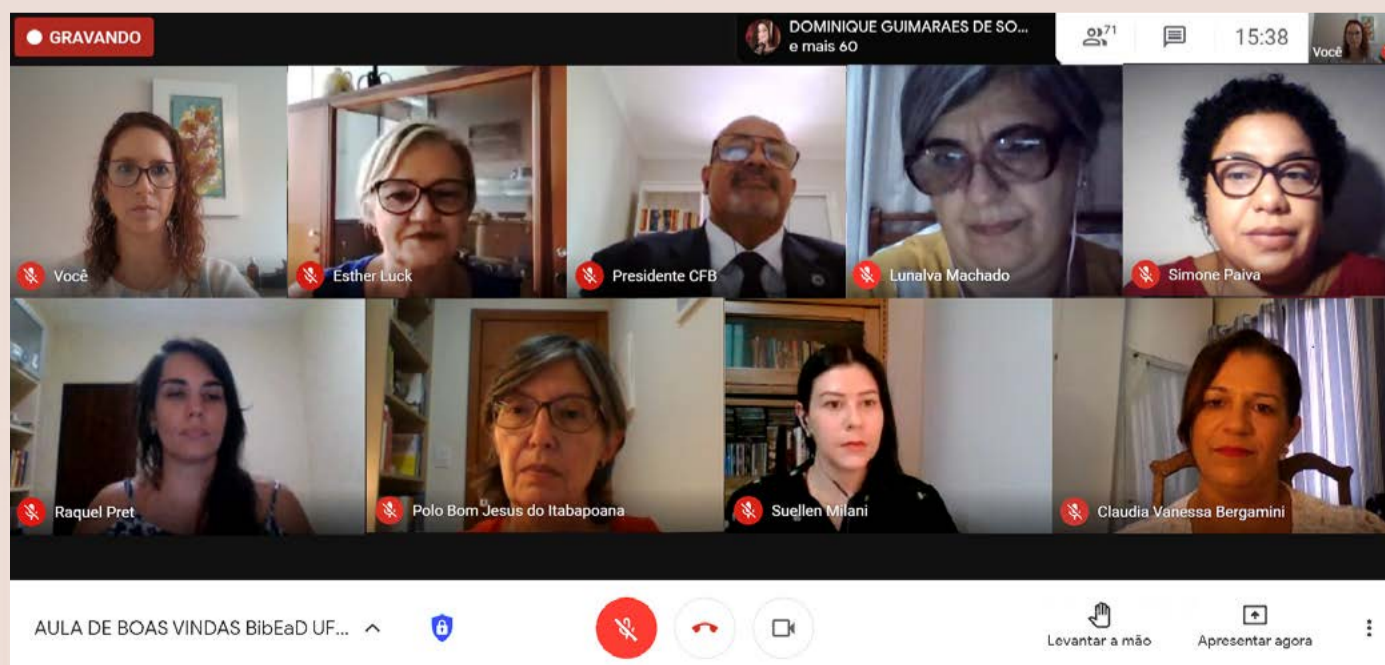 GRAVANDO
DOMINIQUE GUIMARAES DE SO...
e mais 60
71
15:38
Você
Você
Esther Luck
Presidente CFB
Lunalva Machado
Simone Paiva
Raquel Pret
Polo Bom Jesus do Itabapoana
Suellen Milani
Claudia Vanessa Bergamini
AULA DE BOAS VINDAS BibEaD UF...
Levantar a mão
Apresentar agora